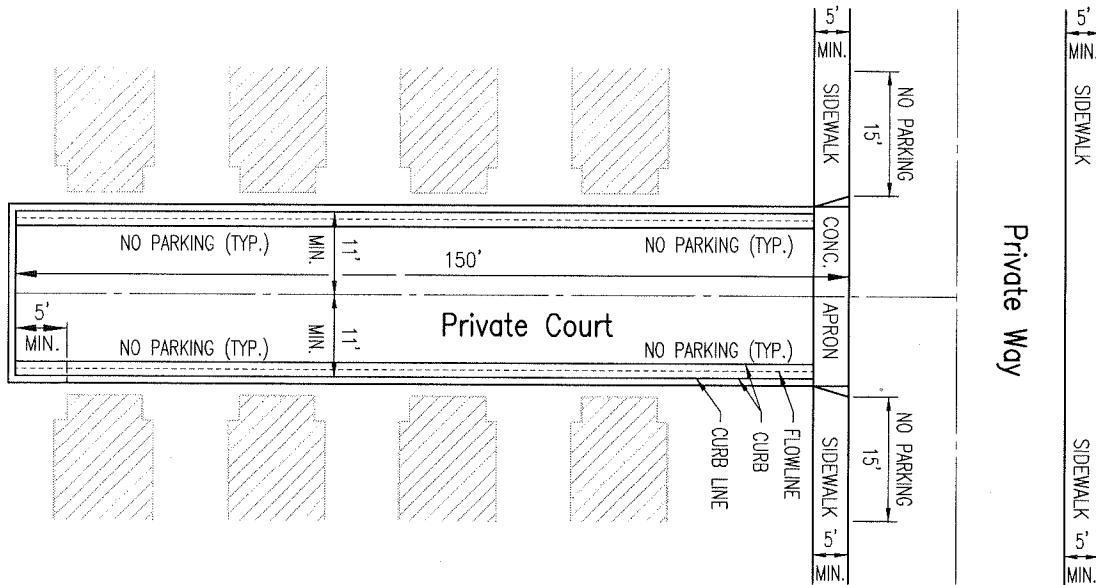 5'
MIN.
5'
MIN.
SIDEWALK
15'
NO PARKING
SIDEWALK
NO PARKING (TYP.)
11'
MIN.
NO PARKING (TYP.)
CONC.
150'
Private Way
5'
MIN.
11'
MIN.
Private Court
APRON
NO PARKING (TYP.)
NO PARKING (TYP.)
CURB LINE
CURB
FLOWLINE
SIDEWALK
15'
NO PARKING
SIDEWALK
5'
MIN.
5'
MIN.